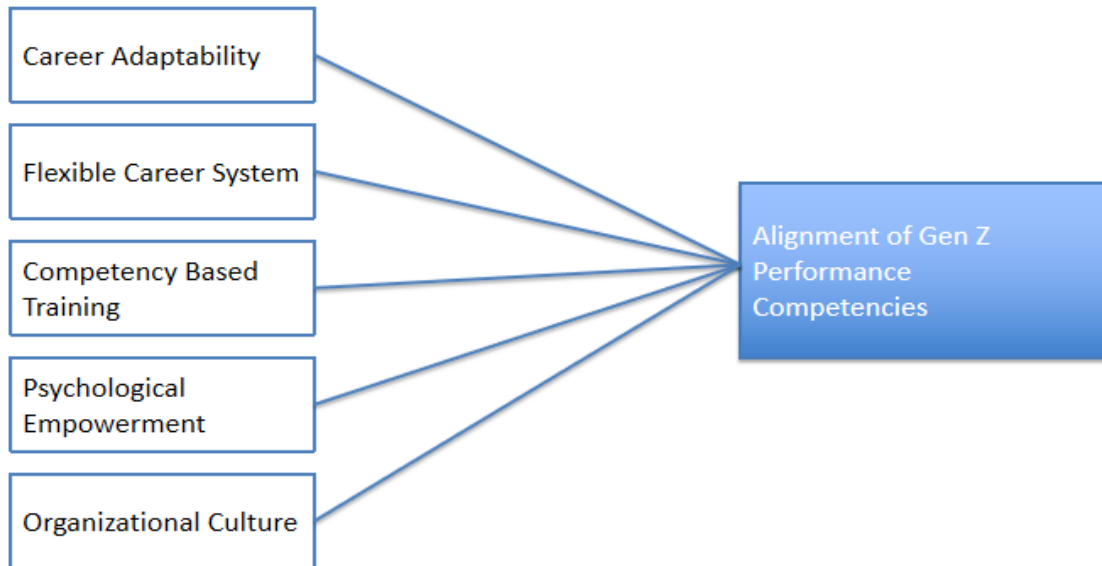 Career Adaptability
Flexible Career System
Competency Based
Training
Psychological
Empowerment
Organizational Culture
Alignment of Gen Z
Performance
Competencies